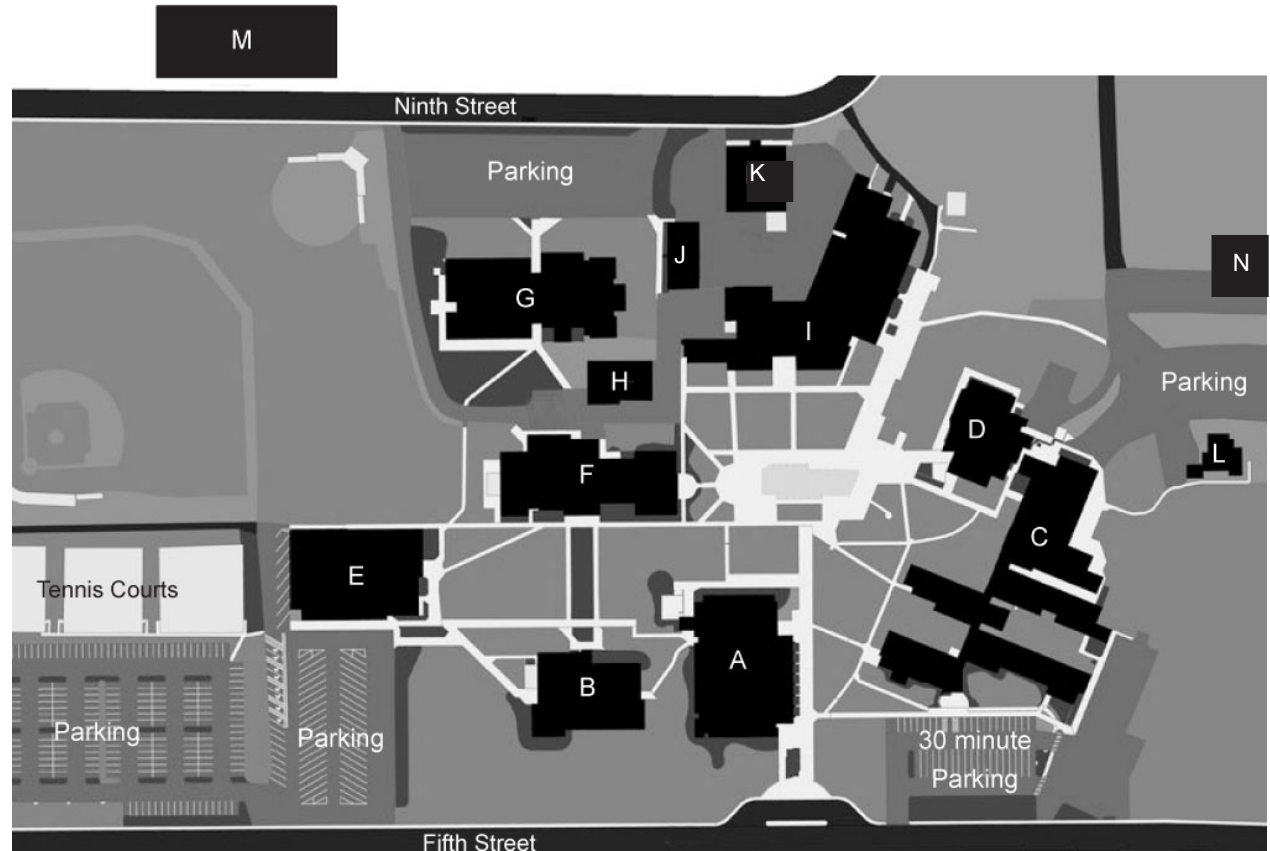 M
Ninth Street
Parking
K
J
N
G
I
H
Parking
D
L
F
C
E
Tennis Courts
A
B
Parking
Parking
30 minute
Parking
Fifth Street